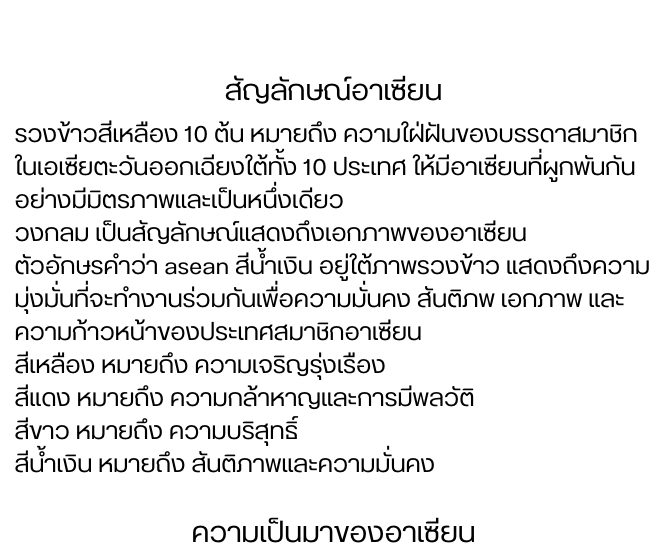 สัญลักษณ์อาเซียน
รวงข้าวสีเหลือง 10 ต้น หมายถึง ความใฝ่ฝันของบรรดาสมาชิก
ในเอเซียตะวันออกเฉียงใต้ทั้ง 10 ประเทศ ให้มีอาเซียนที่ผูกพันกัน
อย่างมีมิตรภาพและเป็นหนึ่งเดียว
วงกลม เป็นสัญลักษณ์แสดงถึงเอกภาพของอาเซียน
ตัวอักษรคำว่า asean สีน้ำเงิน อยู่ใต้ภาพรวงข้าว แสดงถึงความ
มุ่งมั่นที่จะทำงานร่วมกันเพื่อความมั่นคง สันติภพ เอกภาพ และ
ความก้าวหน้าของประเทศสมาชิกอาเซียน
สีเหลือง หมายถึง ความเจริญรุ่งเรือง
สีแดง หมายถึง ความกล้าหาญและการมีพลวัติ
สีขาว หมายถึง ความบริสุทธิ์
สีน้ำเงิน หมายถึง สันติภาพและความมั่นคง
ความเป็นมาของอาเซียน